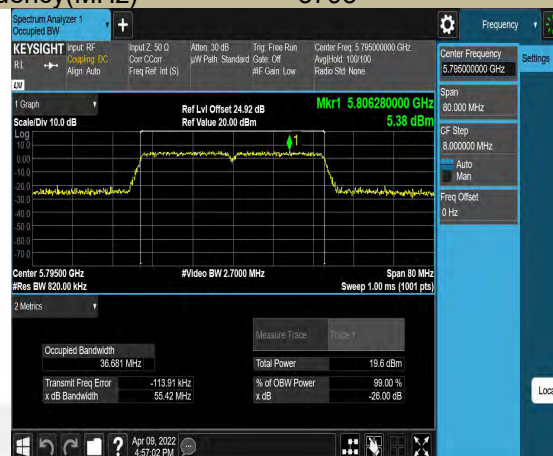 Spectrum Analyzer 1
Occupied BW
+
Frequency
KEYSIGHT
Input: RF
Coupling: DC
Align: Auto
Input Z: 50 Ω
Corr CCorr
Freq Ref: Int (S)
Atten: 30 dB
µW Path: Standard
Trig: Free Run
Gate: Off
#IF Gain: Low
Center Freq: 5.795000000 GHz
Avg|Hold: 100/100
Radio Std: None
LXI
1 Graph
Scale/Div 10.0 dB
Ref Lvl Offset 24.92 dB
Ref Value 20.00 dBm
Mkr1 5.806280000 GHz
5.38 dBm
Log
10.0
0.00
-10.0
-20.0
-30.0
-40.0
-50.0
-60.0
-70.0
1
Center 5.79500 GHz
#Res BW 820.00 kHz
#Video BW 2.7000 MHz
Span 80 MHz
Sweep 1.00 ms (1001 pts)
2 Metrics
Measure Trace
Trace
Occupied Bandwidth
36.681 MHz
Total Power
19.6 dBm
Transmit Freq Error
-113.91 kHz
% of OBW Power
99.00 %
x dB Bandwidth
55.42 MHz
x dB
-26.00 dB
Center Frequency
5.795000000 GHz
Settings
Span
80.000 MHz
CF Step
8.000000 MHz
Auto
Man
Freq Offset
0 Hz
Loca
?
Apr 09, 2022
4:57:02 PM